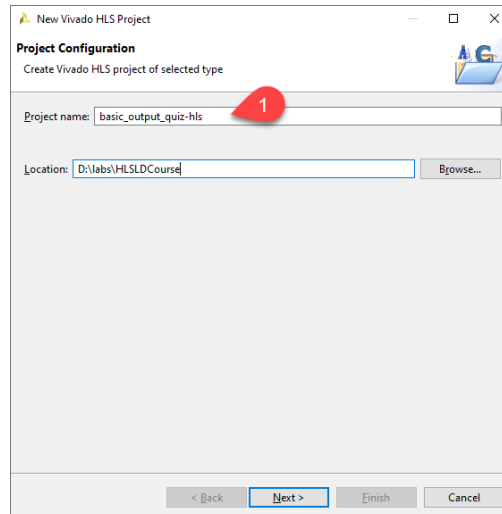 New Vivado HLS Project
Project Configuration
Create Vivado HLS project of selected type
Project name: basic_output_quiz-hls
1
Location: D:\labs\HLSLDCourse
Browse...
< Back Next > Finish Cancel